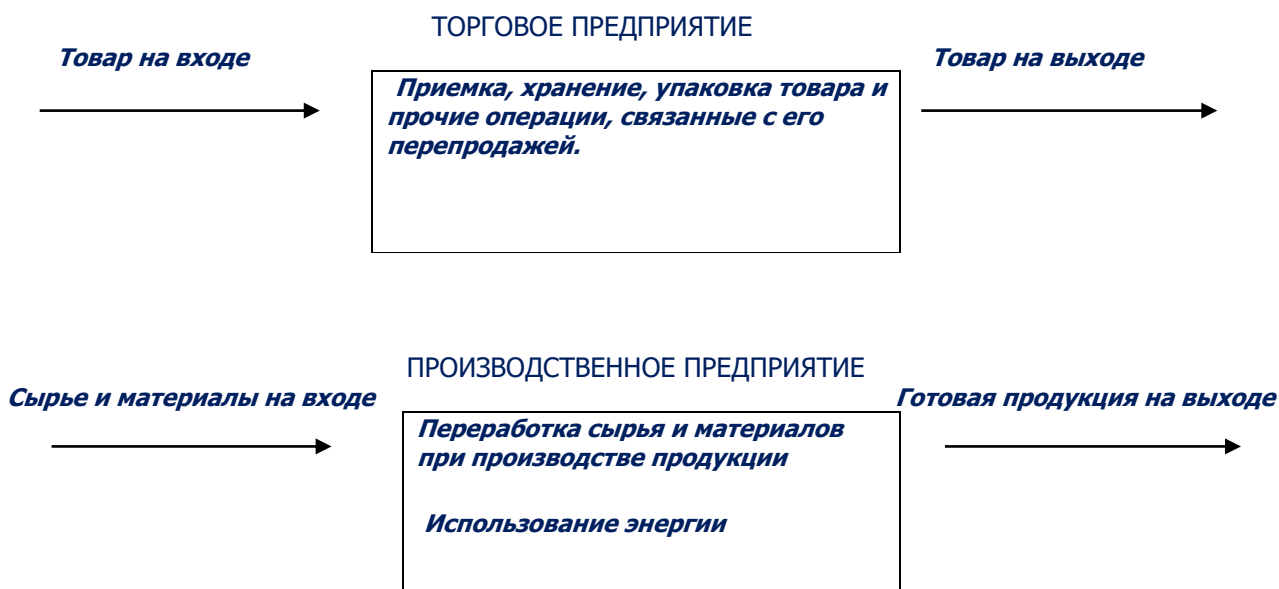 ТОРГОВОЕ ПРЕДПРИЯТИЕ
Товар на входе
Товар на выходе
Приемка, хранение, упаковка товара и
прочие операции, связанные с его
перепродажей.
ПРОИЗВОДСТВЕННОЕ ПРЕДПРИЯТИЕ
Сырье и материалы на входе
Готовая продукция на выходе
Переработка сырья и материалов
при производстве продукции
Использование энергии